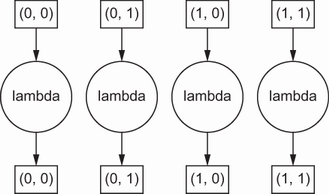 (0, 0) (0, 1) (1, 0) (1, 1)
lambda lambda lambda lambda
(0, 0) (0, 1) (1, 0) (1, 1)